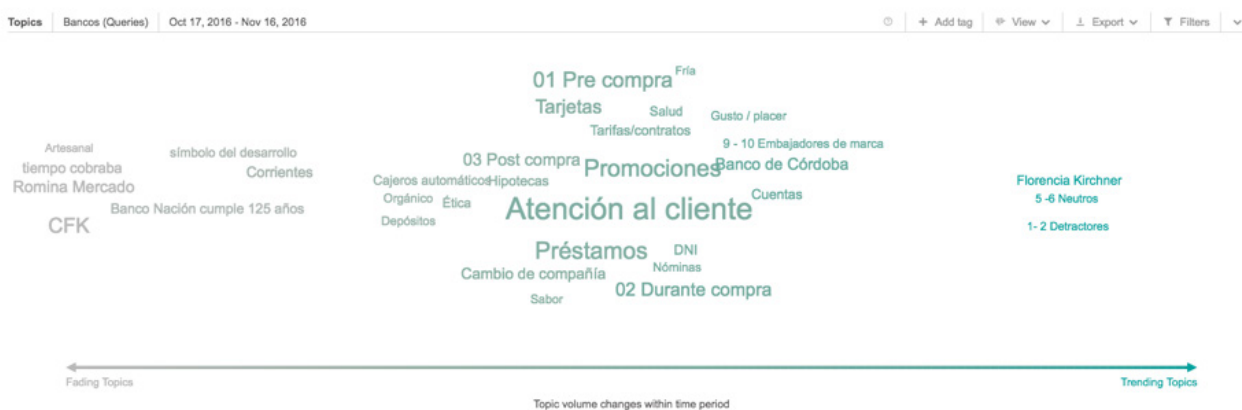 Topics Bancos (Queries) Oct 17, 2016 - Nov 16, 2016 + Add tag View Export Filters
01 Pre compra Fría
Tarjetas Salud Gusto / placer
Tarifas/contratos
Artesanal símbolo del desarrollo 9 - 10 Embajadores de marca
tiempo cobraba Corrientes 03 Post compra Promociones Banco de Córdoba
Romina Mercado Cajeros automáticos Hipotecas Florencia Kirchner
Orgánico Ética Cuentas 5 -6 Neutros
Banco Nación cumple 125 años Atención al cliente
CFK Depósitos 1- 2 Detractores
Préstamos DNI
Cambio de compañía Nóminas
Sabor 02 Durante compra
Fading Topics Trending Topics
Topic volume changes within time period